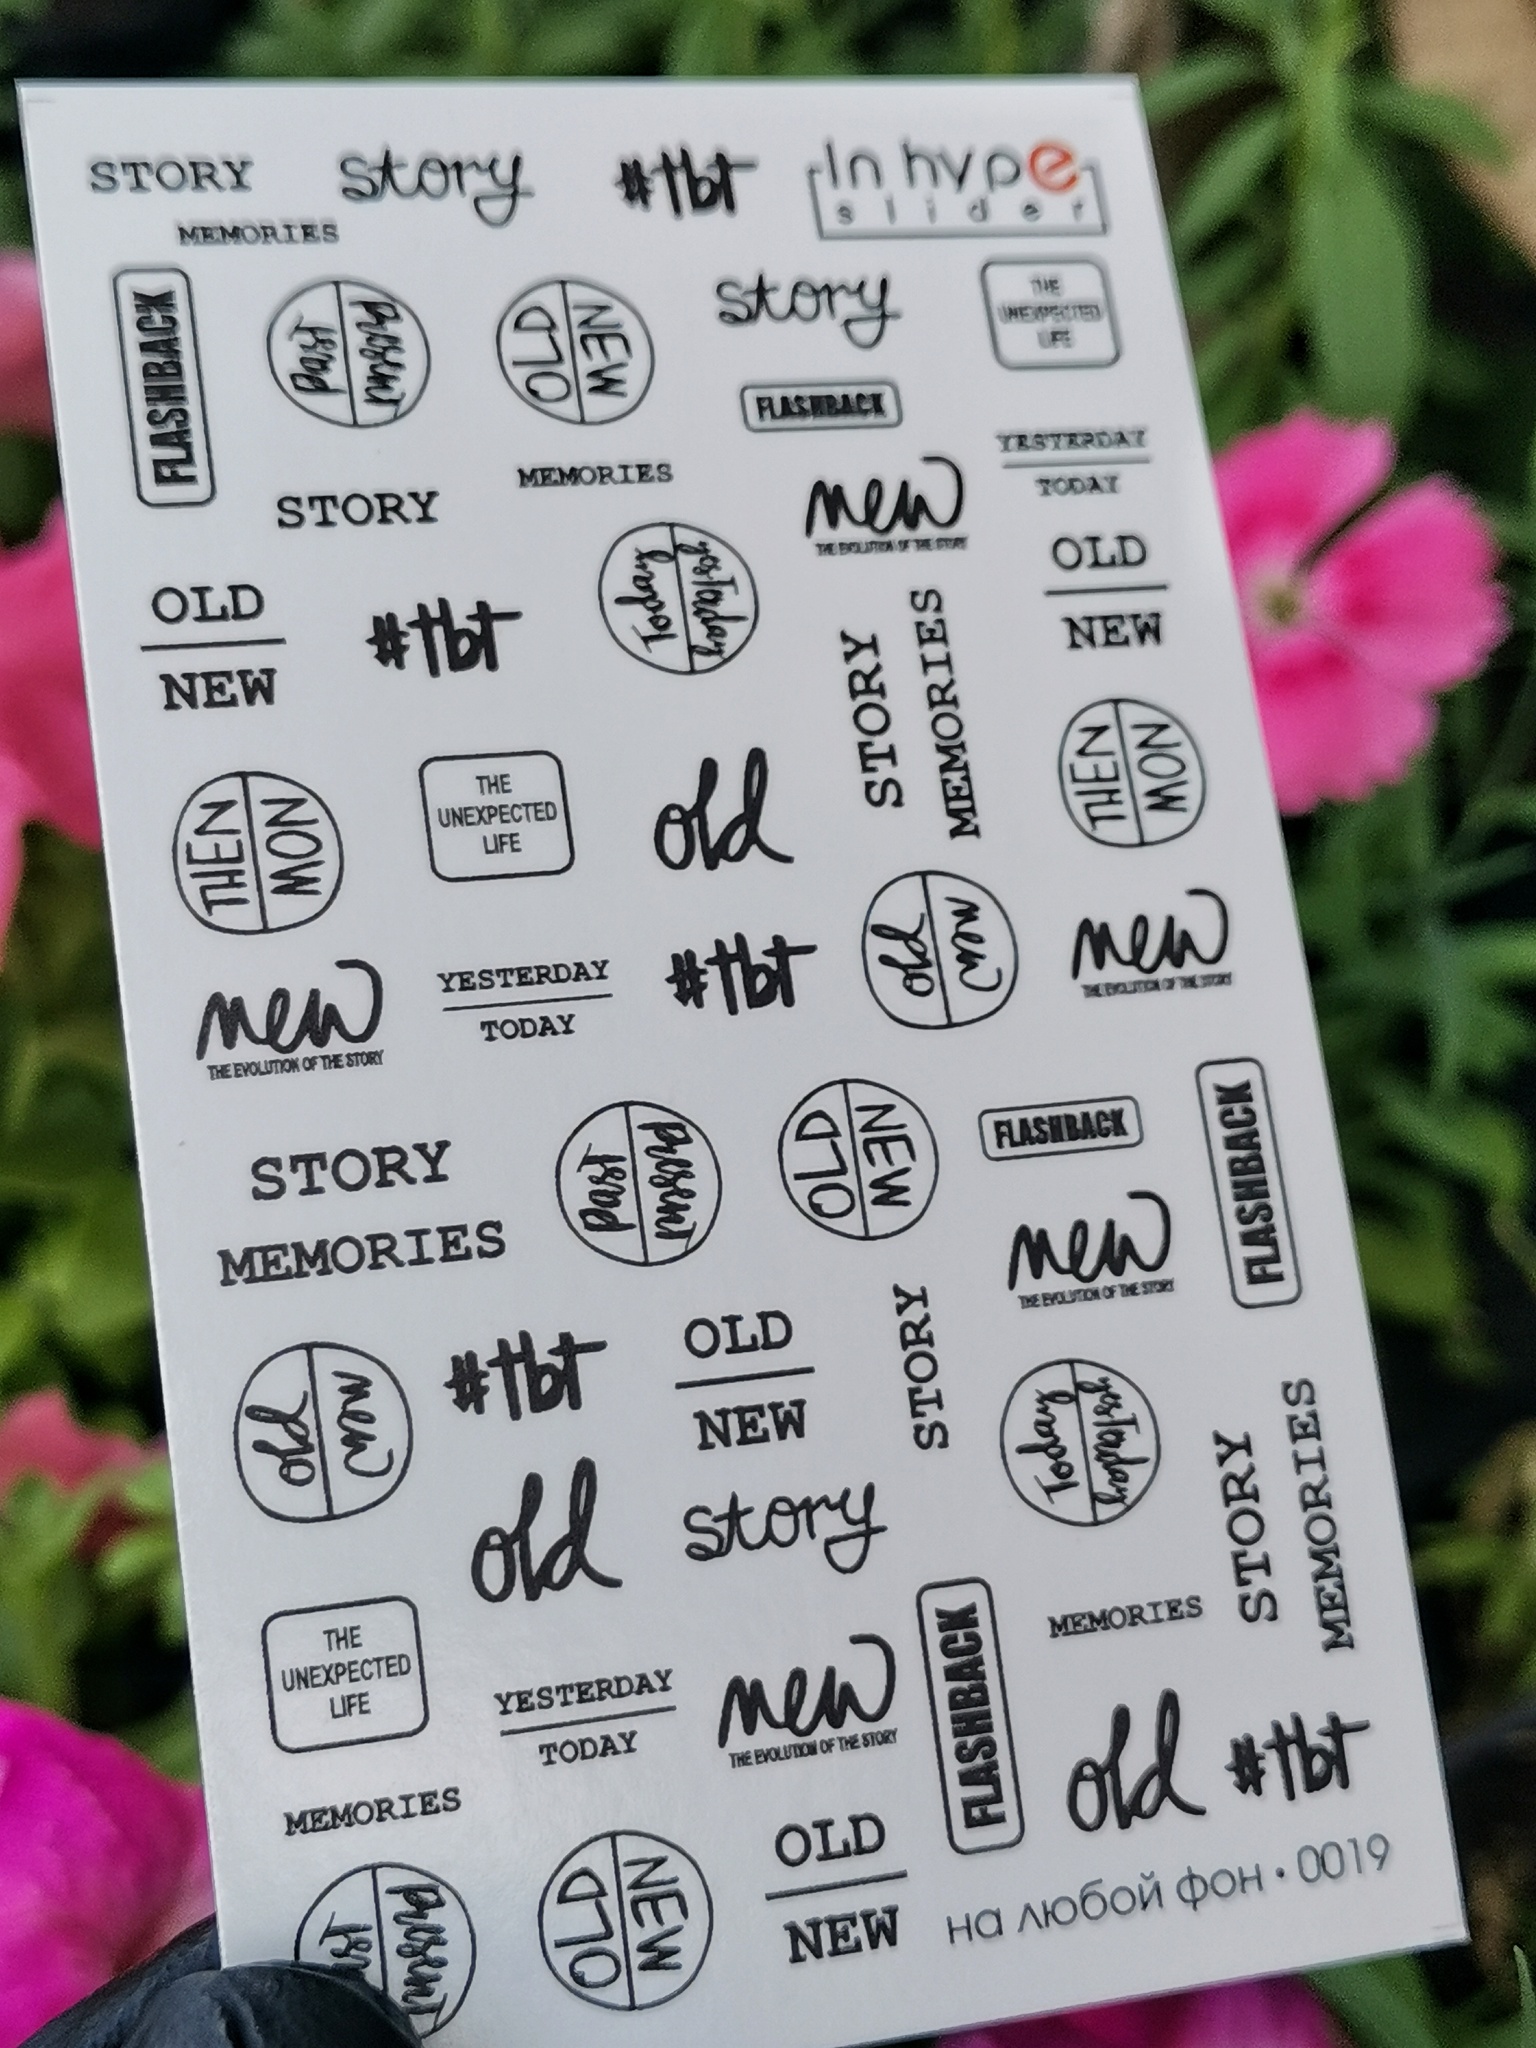 STORY
story
#tbt
In hype
slider
MEMORIES
FLASHBACK
Past
OLD
NEW
story
THE
UNEXPECTED
LIFE
FLASHBACK
YESTERDAY
TODAY
MEMORIES
STORY
new
THE EVOLUTION OF THE STORY
OLD
NEW
#tbt
Today
STORY
MEMORIES
OLD
NEW
THEN
NOW
THE
UNEXPECTED
LIFE
old
THEN
NOW
new
THE EVOLUTION OF THE STORY
YESTERDAY
TODAY
#tbt
old
new
new
THE EVOLUTION OF THE STORY
STORY
MEMORIES
Past
OLD
NEW
FLASHBACK
FLASHBACK
new
THE EVOLUTION OF THE STORY
old
new
#tbt
OLD
NEW
STORY
Today
STORY
MEMORIES
old
story
THE
UNEXPECTED
LIFE
YESTERDAY
TODAY
new
THE EVOLUTION OF THE STORY
FLASHBACK
MEMORIES
old
#tbt
MEMORIES
OLD
NEW
OLD
NEW
на любой фон • 0019